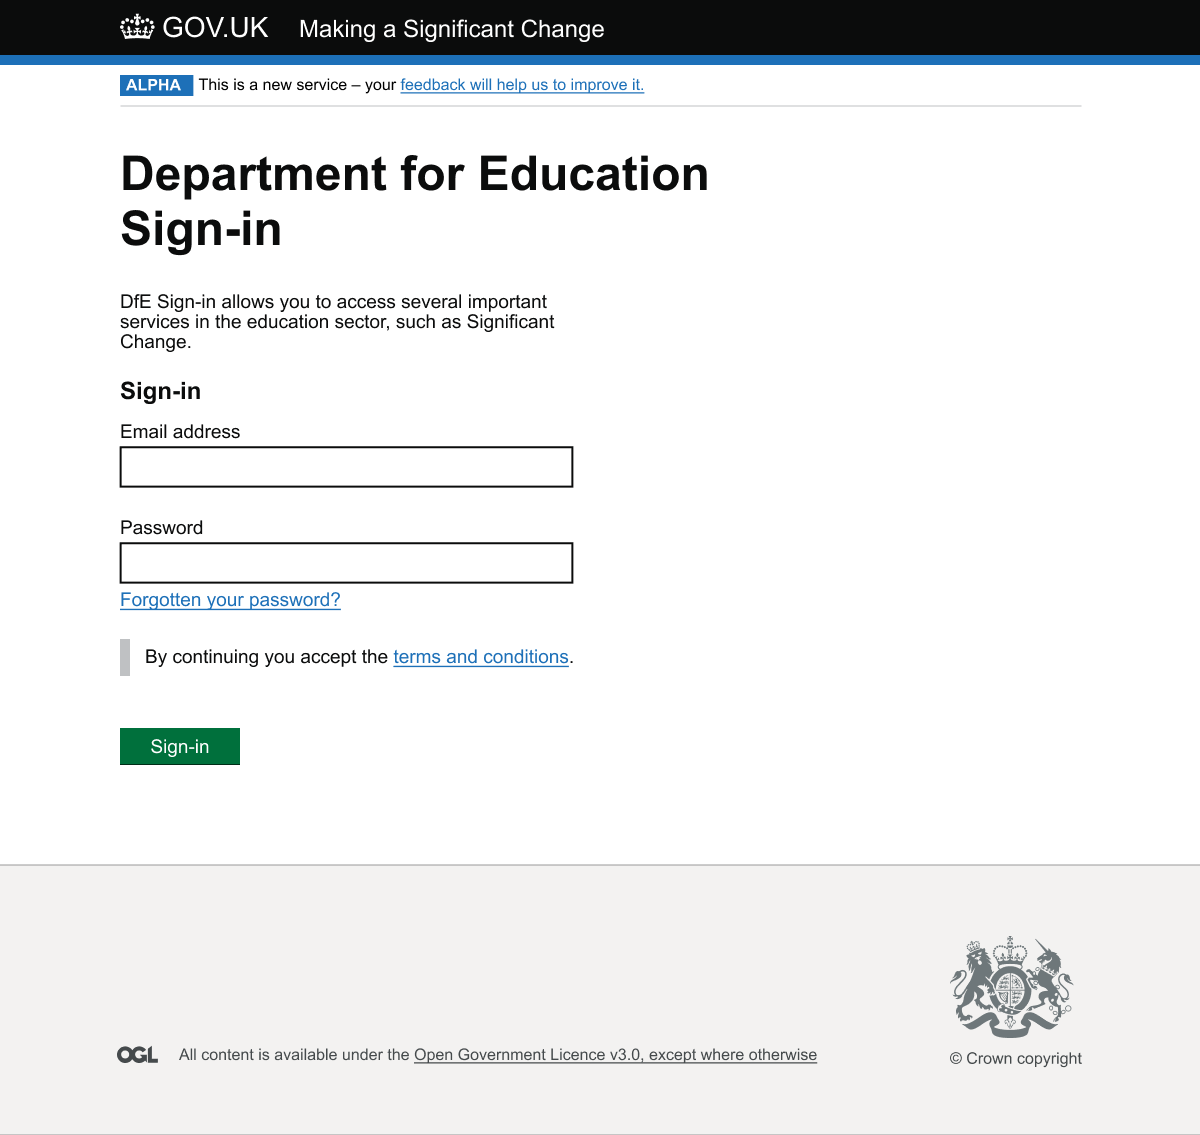 GOV.UK Making a Significant Change
ALPHA This is a new service – your feedback will help us to improve it.
Department for Education
Sign-in
DfE Sign-in allows you to access several important
services in the education sector, such as Significant
Change.
Sign-in
Email address
Password
Forgotten your password?
By continuing you accept the terms and conditions.
Sign-in
OGL All content is available under the Open Government Licence v3.0, except where otherwise
© Crown copyright